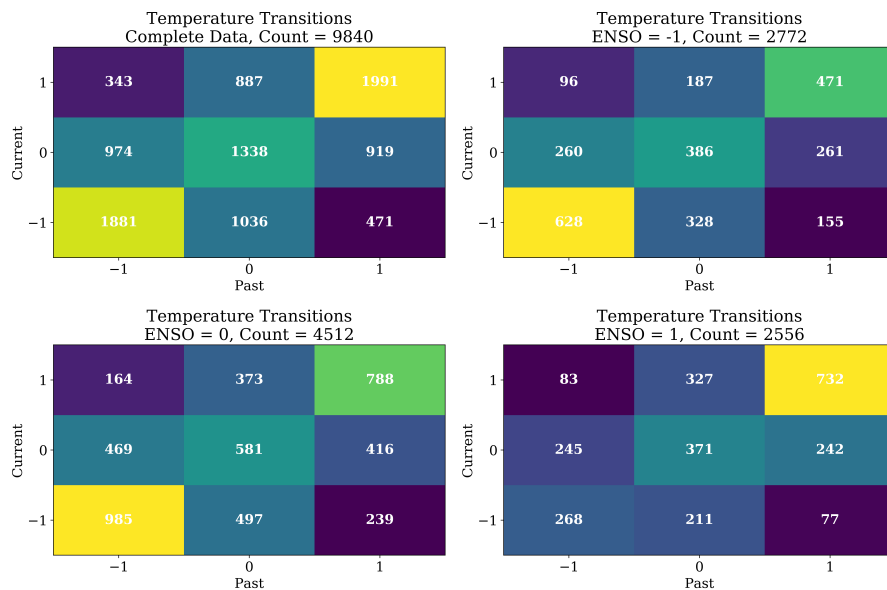 Temperature Transitions
Complete Data, Count = 9840
Current
1
343 887 1991
0
974 1338 919
−1
1881 1036 471
−1 0 1
Past
Temperature Transitions
ENSO = -1, Count = 2772
Current
1
96 187 471
0
260 386 261
−1
628 328 155
−1 0 1
Past
Temperature Transitions
ENSO = 0, Count = 4512
Current
1
164 373 788
0
469 581 416
−1
985 497 239
−1 0 1
Past
Temperature Transitions
ENSO = 1, Count = 2556
Current
1
83 327 732
0
245 371 242
−1
268 211 77
−1 0 1
Past